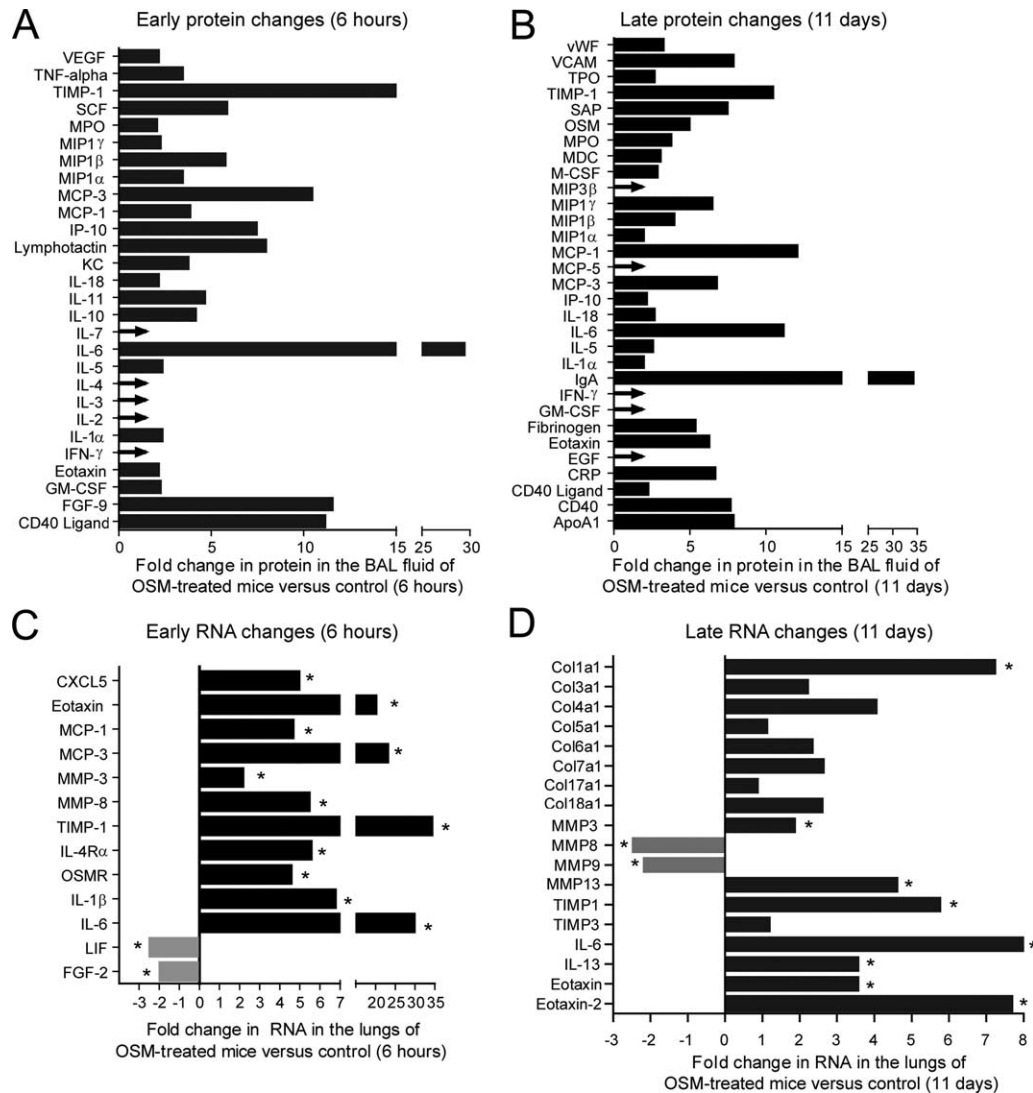 A
Early protein changes (6 hours)
VEGF
TNF-alpha
TIMP-1
SCF
MPO
MIP1γ
MIP1β
MIP1α
MCP-3
MCP-1
IP-10
Lymphotactin
KC
IL-18
IL-11
IL-10
IL-7
IL-6
IL-5
IL-4
IL-3
IL-2
IL-1α
IFN-γ
Eotaxin
GM-CSF
FGF-9
CD40 Ligand
0 5 10 15 25 30
Fold change in protein in the BAL fluid of
OSM-treated mice versus control (6 hours)
B
Late protein changes (11 days)
vWF
VCAM
TPO
TIMP-1
SAP
OSM
MPO
MDC
M-CSF
MIP3β
MIP1γ
MIP1β
MIP1α
MCP-1
MCP-5
MCP-3
IP-10
IL-18
IL-6
IL-5
IL-1α
IgA
IFN-γ
GM-CSF
Fibrinogen
Eotaxin
EGF
CRP
CD40 Ligand
CD40
ApoA1
0 5 10 15 25 30 35
Fold change in protein in the BAL fluid of
OSM-treated mice versus control (11 days)
C
Early RNA changes (6 hours)
CXCL5 *
Eotaxin *
MCP-1 *
MCP-3 *
MMP-3 *
MMP-8 *
TIMP-1 *
IL-4Rα *
OSMR *
IL-1β *
IL-6 *
LIF *
FGF-2 *
-3 -2 -1 0 1 2 3 4 5 6 7 20 25 30 35
Fold change in RNA in the lungs of
OSM-treated mice versus control (6 hours)
D
Late RNA changes (11 days)
Col1a1 *
Col3a1
Col4a1
Col5a1
Col6a1
Col7a1
Col17a1
Col18a1
MMP3 *
MMP8 *
MMP9 *
MMP13 *
TIMP1 *
TIMP3
IL-6 *
IL-13 *
Eotaxin *
Eotaxin-2 *
-3 -2 -1 0 1 2 3 4 5 6 7 8
Fold change in RNA in the lungs of
OSM-treated mice versus control (11 days)